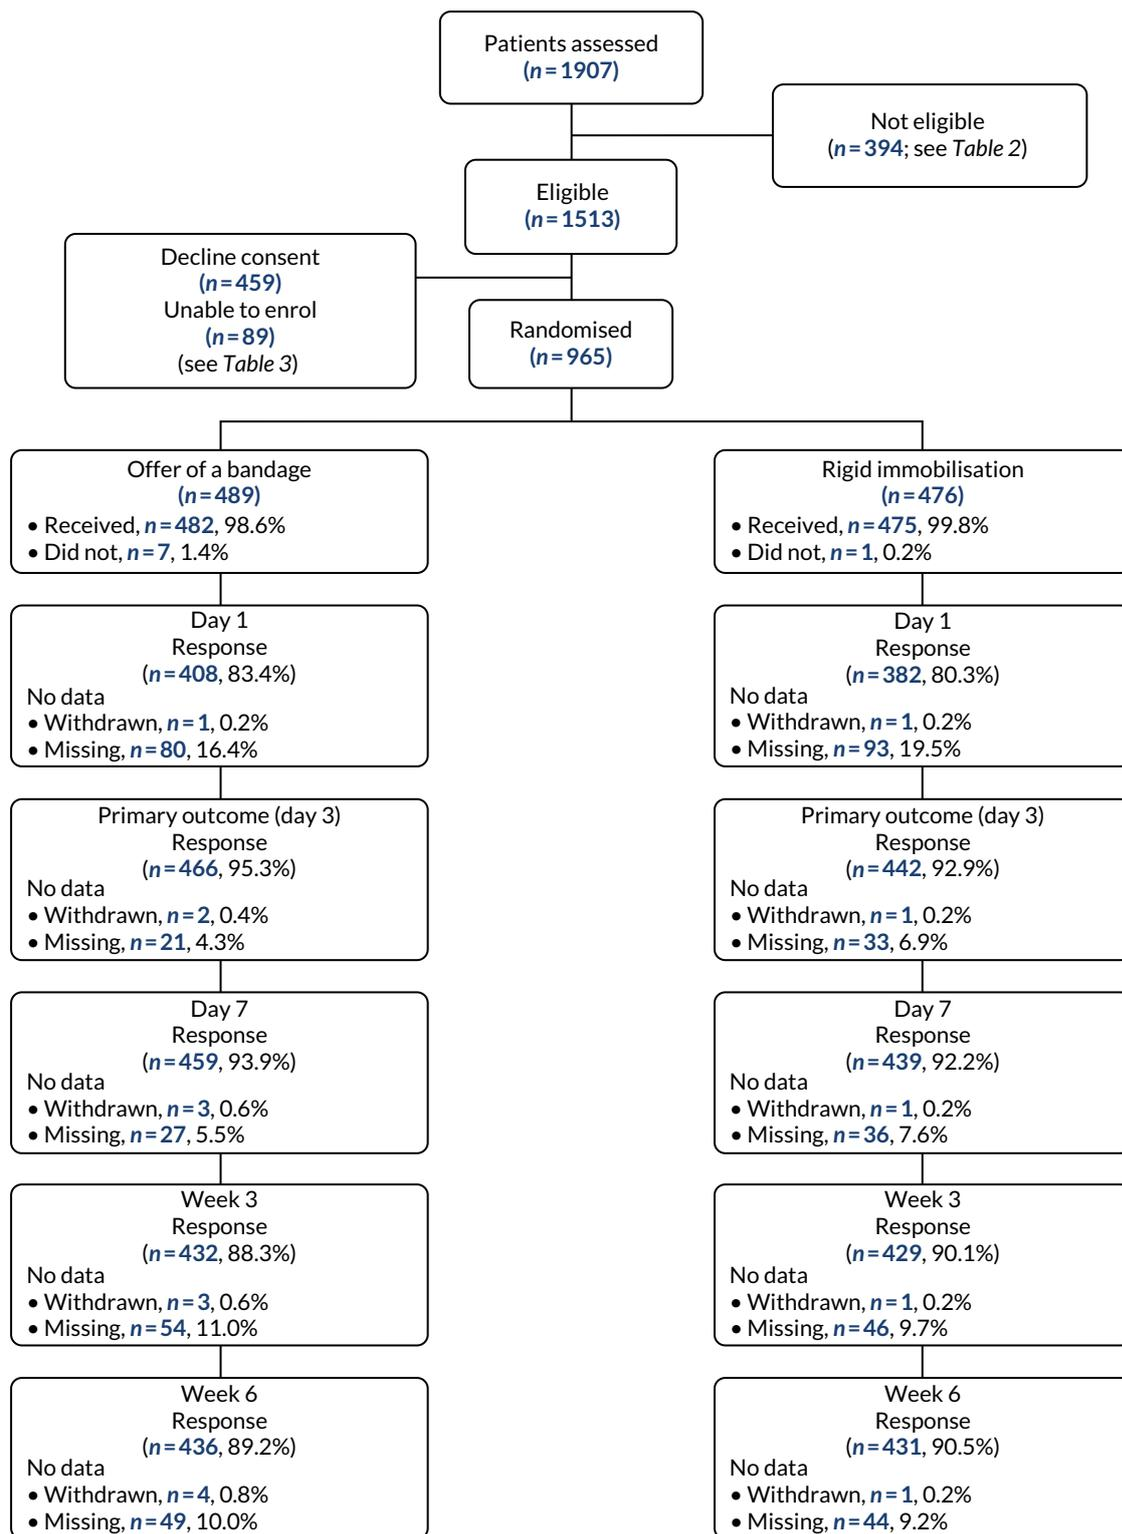 Patients assessed
(n=1907)
Not eligible
(n=394; see Table 2)
Eligible
(n=1513)
Decline consent
(n=459)
Unable to enrol
(n=89)
(see Table 3)
Randomised
(n=965)
Offer of a bandage
(n=489)
• Received, n=482, 98.6%
• Did not, n=7, 1.4%
Rigid immobilisation
(n=476)
• Received, n=475, 99.8%
• Did not, n=1, 0.2%
Day 1
Response
(n=408, 83.4%)
No data
• Withdrawn, n=1, 0.2%
• Missing, n=80, 16.4%
Day 1
Response
(n=382, 80.3%)
No data
• Withdrawn, n=1, 0.2%
• Missing, n=93, 19.5%
Primary outcome (day 3)
Response
(n=466, 95.3%)
No data
• Withdrawn, n=2, 0.4%
• Missing, n=21, 4.3%
Primary outcome (day 3)
Response
(n=442, 92.9%)
No data
• Withdrawn, n=1, 0.2%
• Missing, n=33, 6.9%
Day 7
Response
(n=459, 93.9%)
No data
• Withdrawn, n=3, 0.6%
• Missing, n=27, 5.5%
Day 7
Response
(n=439, 92.2%)
No data
• Withdrawn, n=1, 0.2%
• Missing, n=36, 7.6%
Week 3
Response
(n=432, 88.3%)
No data
• Withdrawn, n=3, 0.6%
• Missing, n=54, 11.0%
Week 3
Response
(n=429, 90.1%)
No data
• Withdrawn, n=1, 0.2%
• Missing, n=46, 9.7%
Week 6
Response
(n=436, 89.2%)
No data
• Withdrawn, n=4, 0.8%
• Missing, n=49, 10.0%
Week 6
Response
(n=431, 90.5%)
No data
• Withdrawn, n=1, 0.2%
• Missing, n=44, 9.2%